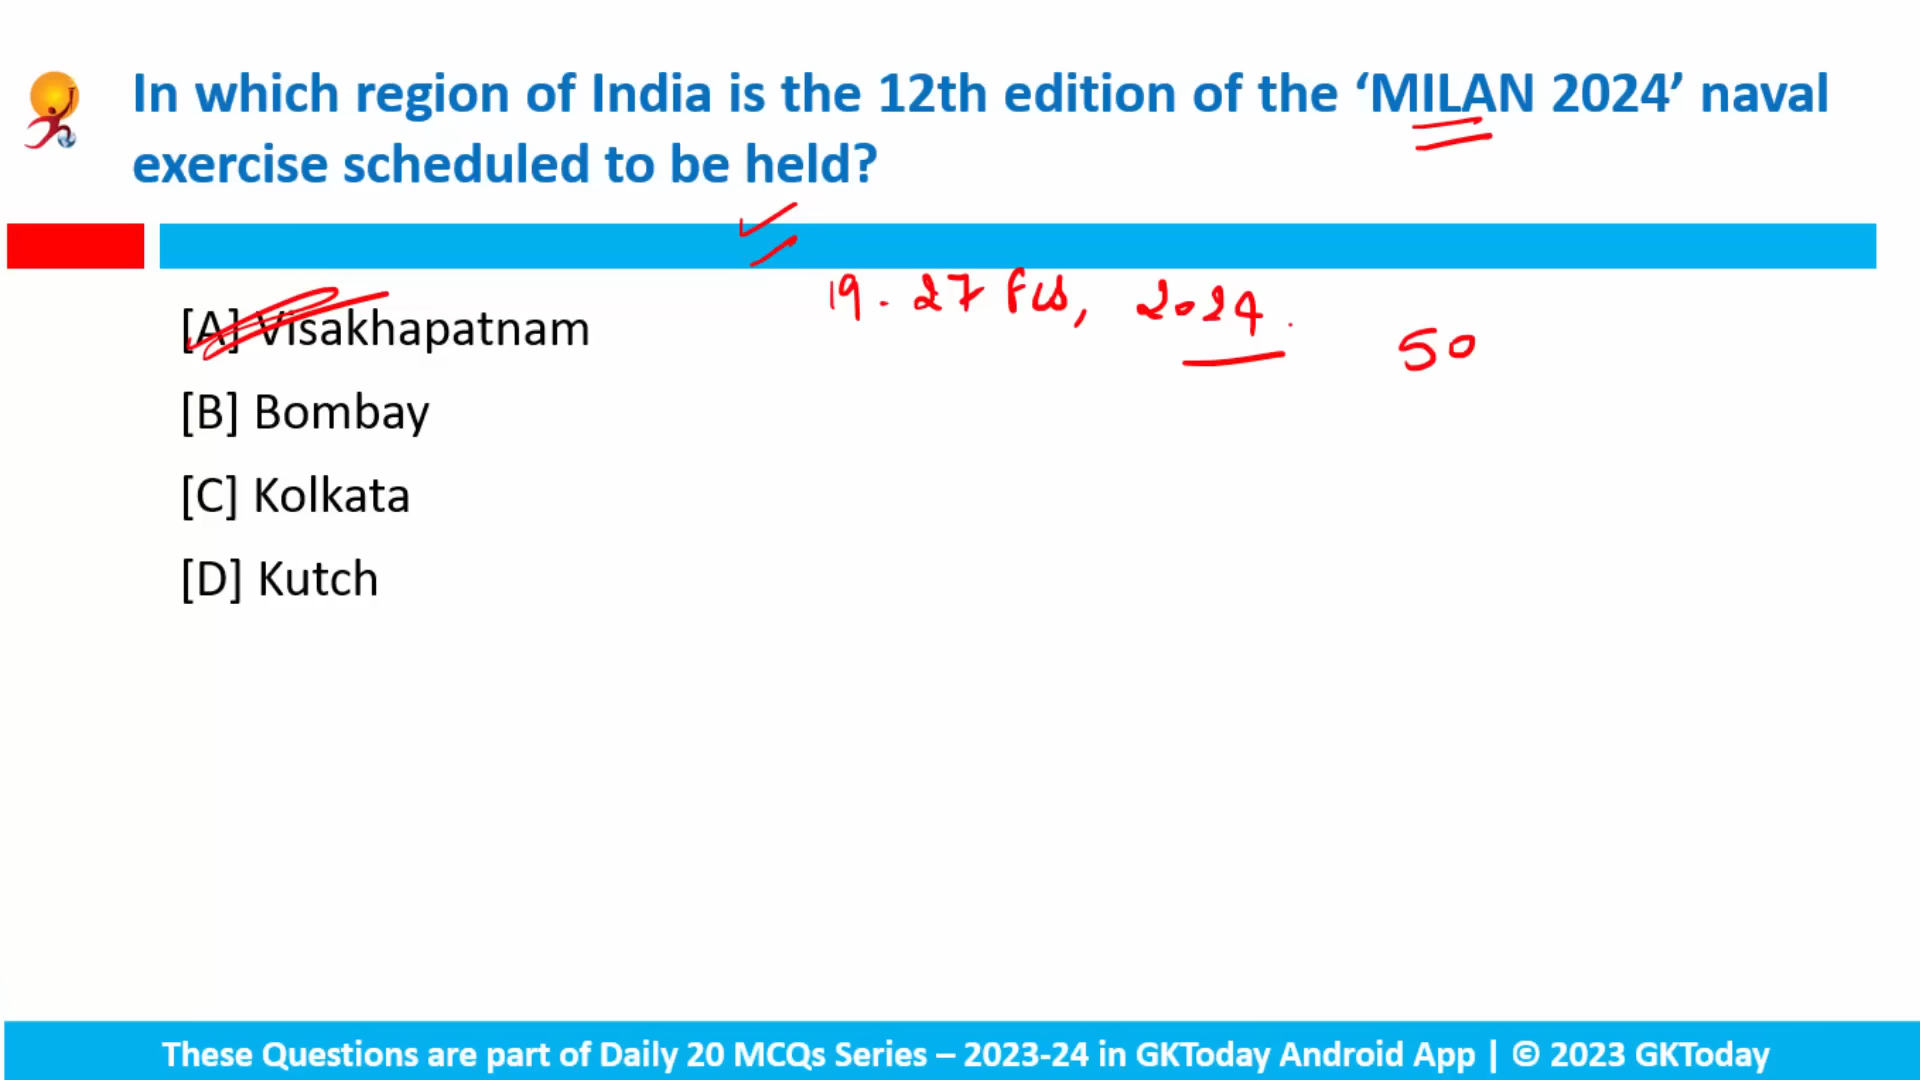 In which region of India is the 12th edition of the ‘MILAN 2024’ naval
exercise scheduled to be held?
19 - 27 Feb, 2024.
50
[A] Visakhapatnam
[B] Bombay
[C] Kolkata
[D] Kutch
These Questions are part of Daily 20 MCQs Series – 2023-24 in GKToday Android App | © 2023 GKToday